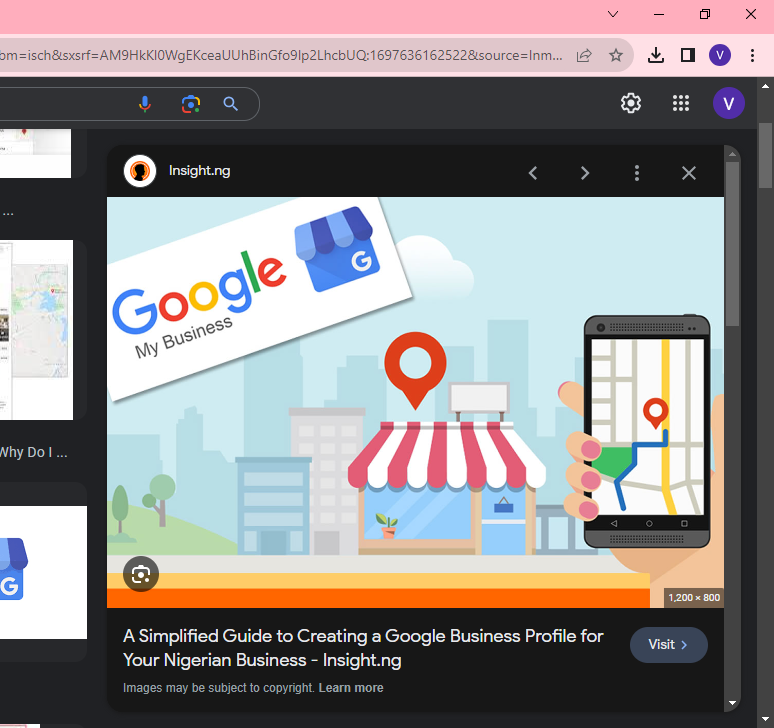 bm=isch&sxsrf=AM9HkKl0WgEKceaUUhBinGfo9Ip2LhcbUQ:1697636162522&source=lnm...
V
V
...
Insight.ng
Google
My Business
G
Why Do I ...
G
1,200 × 800
A Simplified Guide to Creating a Google Business Profile for
Your Nigerian Business - Insight.ng
Visit
Images may be subject to copyright. Learn more